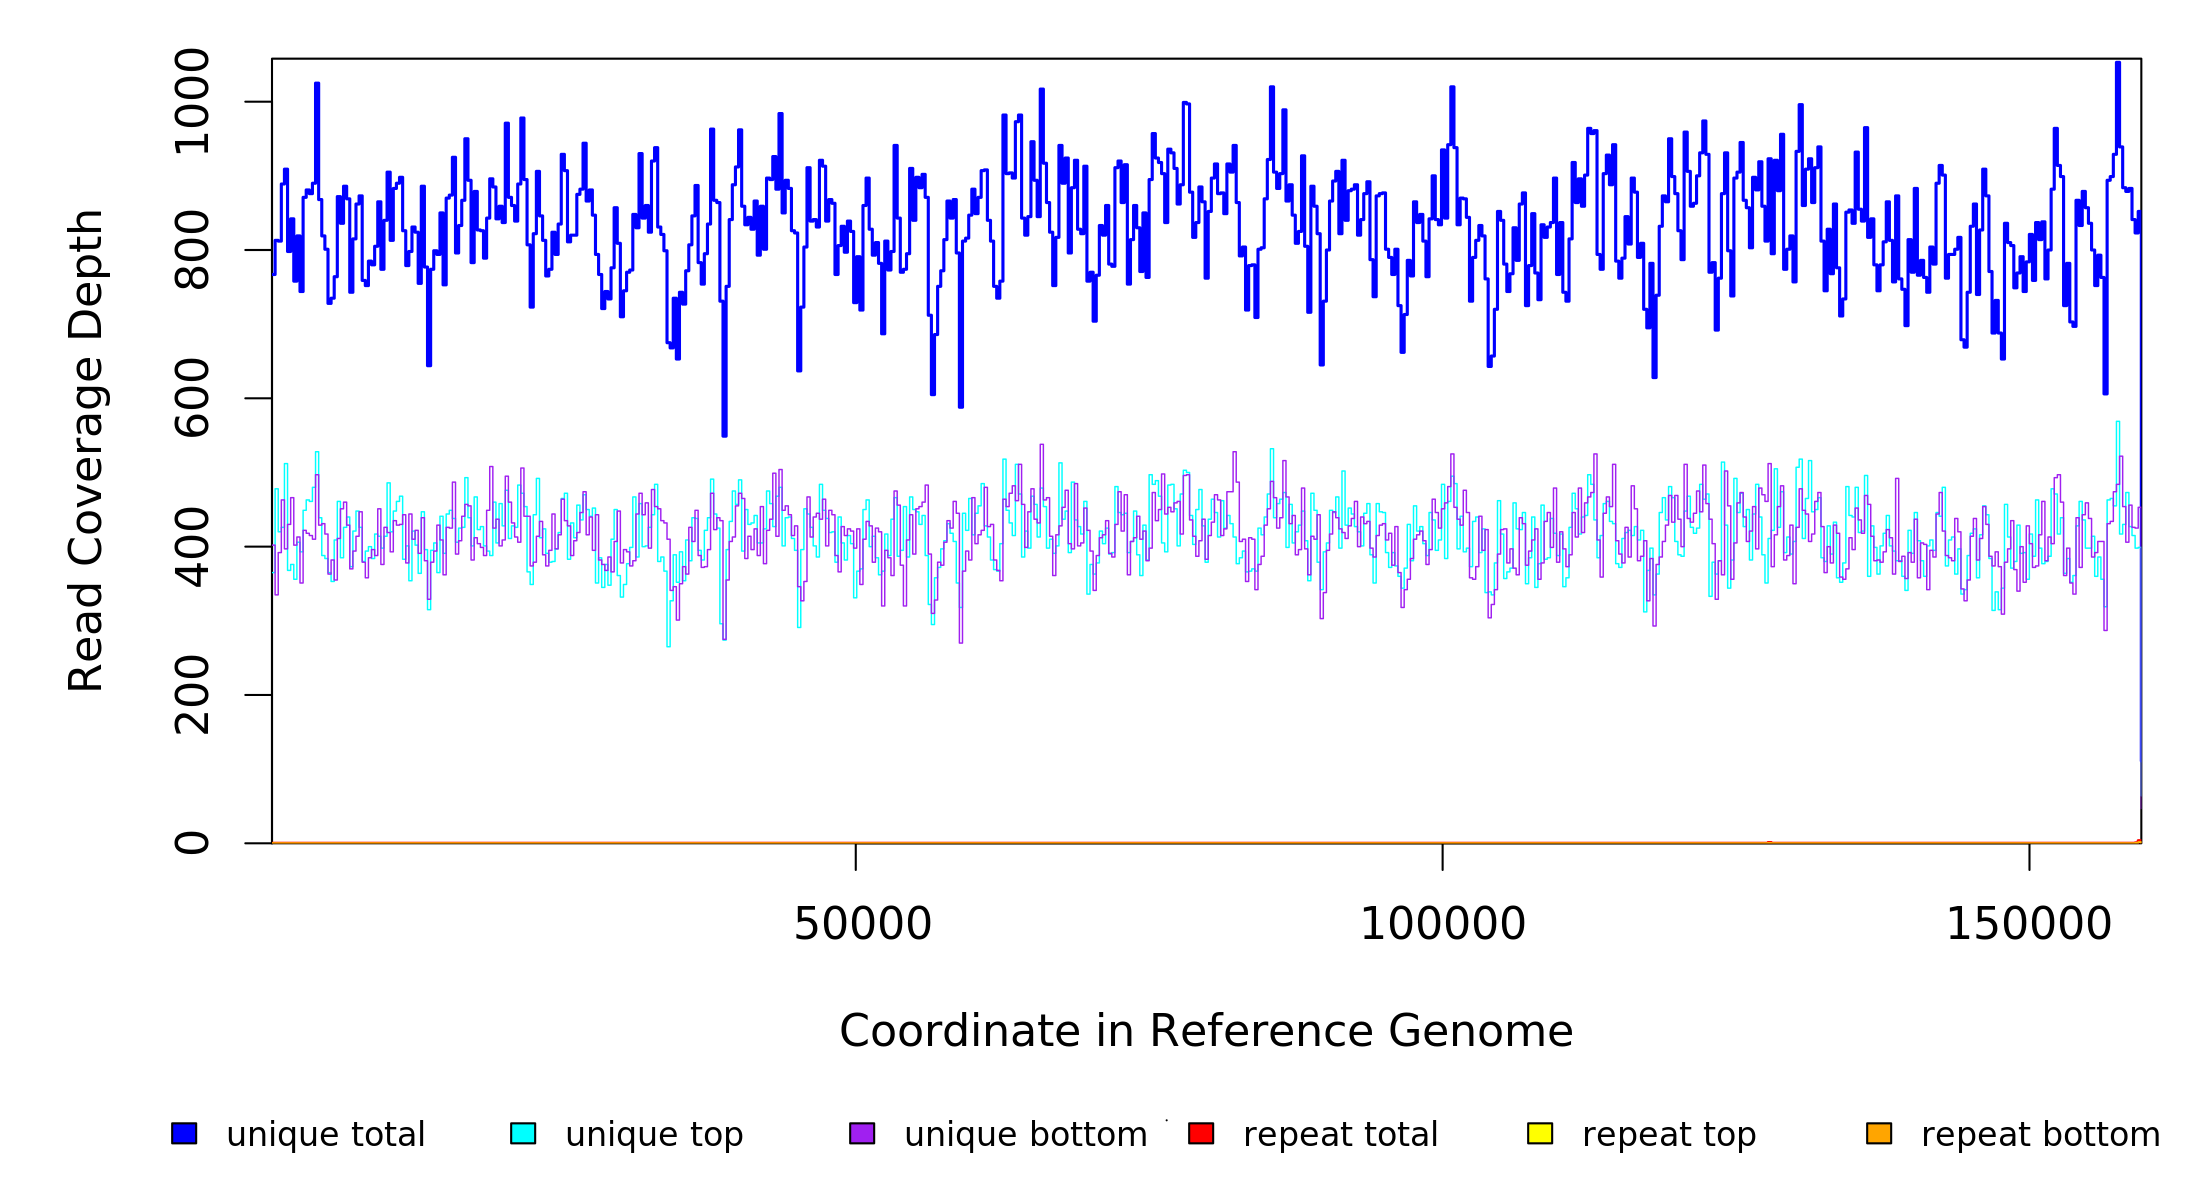 Read Coverage Depth
1000
800
600
400
200
0
50000 100000 150000
Coordinate in Reference Genome
unique total unique top unique bottom repeat total repeat top repeat bottom